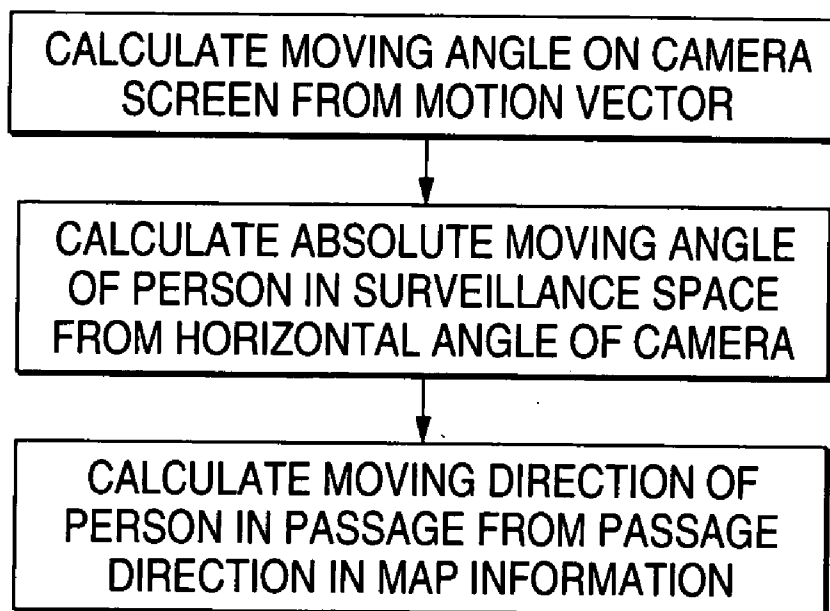 CALCULATE MOVING ANGLE ON CAMERA
SCREEN FROM MOTION VECTOR
CALCULATE ABSOLUTE MOVING ANGLE
OF PERSON IN SURVEILLANCE SPACE
FROM HORIZONTAL ANGLE OF CAMERA
CALCULATE MOVING DIRECTION OF
PERSON IN PASSAGE FROM PASSAGE
DIRECTION IN MAP INFORMATION